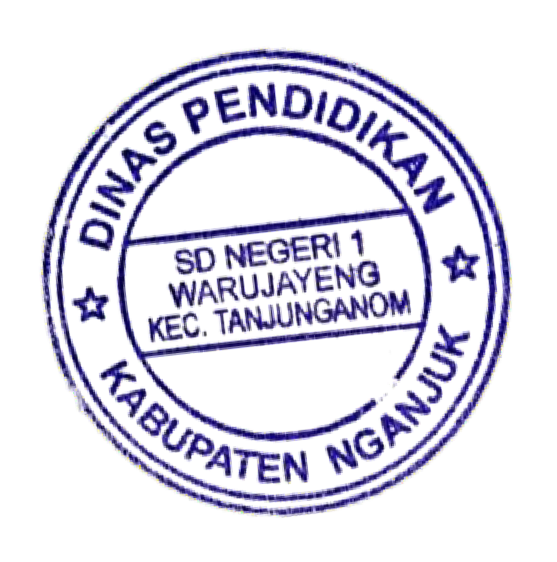 DINAS PENDIDIKAN
SD NEGERI 1
WARUJAYENG
KEC. TANJUNGANOM
KABUPATEN NGANJUK